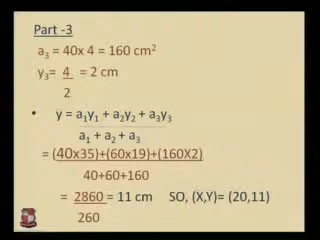 Part -3
a₃ = 40x 4 = 160 cm²
y₃= 4 = 2 cm
2
• y = a₁y₁ + a₂y₂ + a₃y₃
a₁ + a₂ + a₃
= (40x35)+(60x19)+(160X2)
40+60+160
= 2860 = 11 cm SO, (X,Y)= (20,11)
260